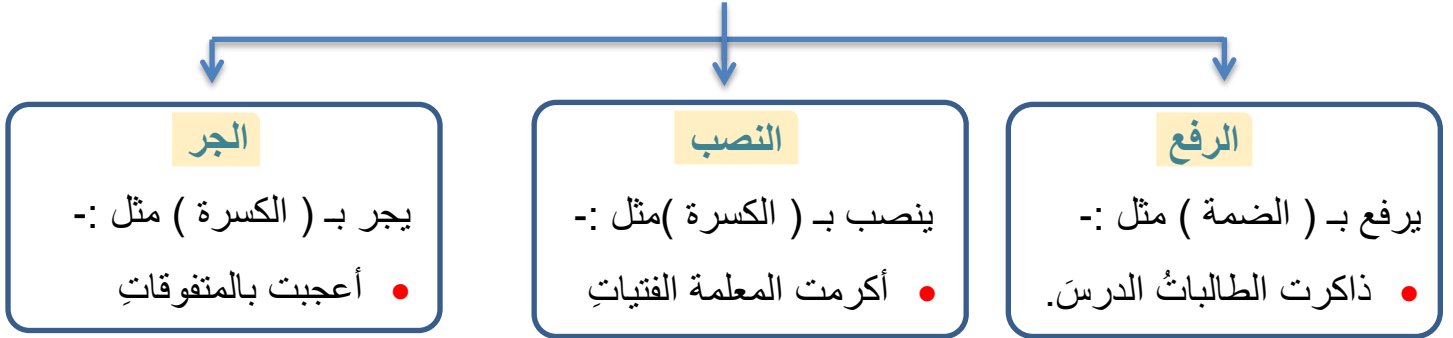 الرفع
يرفع بـ ( الضمة ) مثل :-
ذاكرت الطالباتُ الدرسَ.
النصب
ينصب بـ ( الكسرة )مثل :-
أكرمت المعلمة الفتياتِ
الجر
يجر بـ ( الكسرة ) مثل :-
أعجبت بالمتفوقاتِ